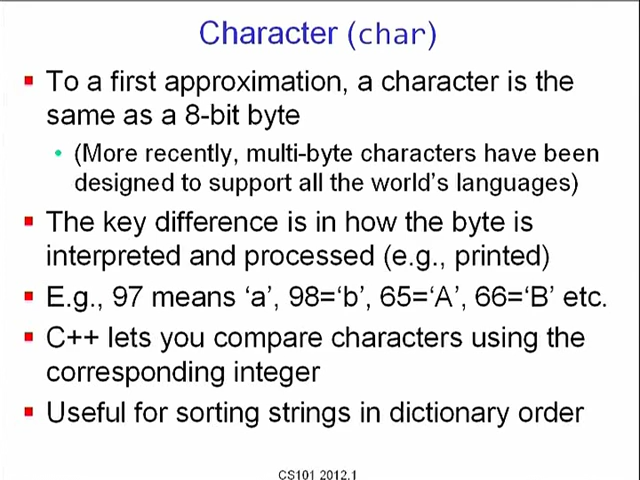 Character (char)
▪ To a first approximation, a character is the
same as a 8-bit byte
• (More recently, multi-byte characters have been
designed to support all the world's languages)
▪ The key difference is in how the byte is
interpreted and processed (e.g., printed)
▪ E.g., 97 means ‘a’, 98=‘b’, 65=‘A’, 66=‘B’ etc.
▪ C++ lets you compare characters using the
corresponding integer
▪ Useful for sorting strings in dictionary order
CS101 2012.1